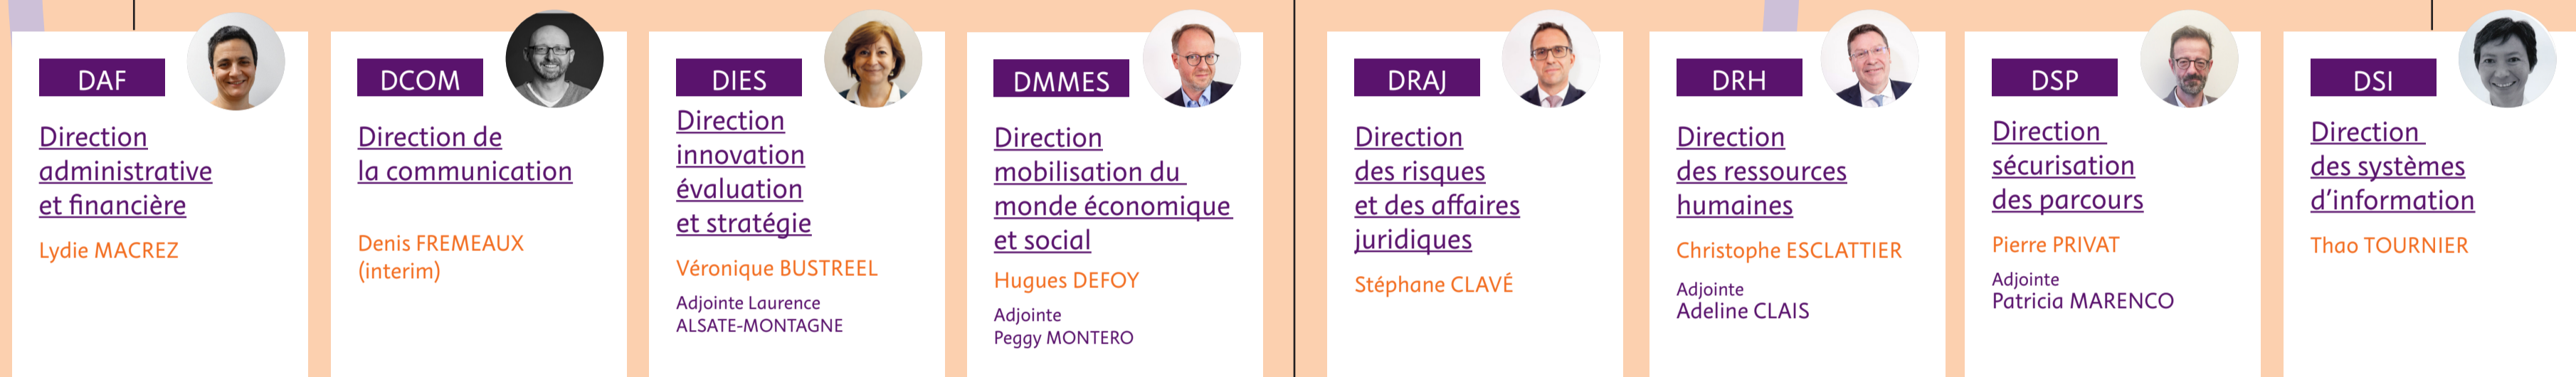 DAF
Direction
administrative
et financière
Lydie MACREZ
DCOM
Direction de
la communication
Denis FREMEAUX
(interim)
DIES
Direction
innovation
évaluation
et stratégie
Véronique BUSTREEL
Adjointe Laurence
ALSATE-MONTAGNE
DMMES
Direction
mobilisation du
monde économique
et social
Hugues DEFOY
Adjointe
Peggy MONTERO
DRAJ
Direction
des risques
et des affaires
juridiques
Stéphane CLAVÉ
DRH
Direction
des ressources
humaines
Christophe ESCLATTIER
Adjointe
Adeline CLAIS
DSP
Direction
sécurisation
des parcours
Pierre PRIVAT
Adjointe
Patricia MARENCO
DSI
Direction
des systèmes
d’information
Thao TOURNIER